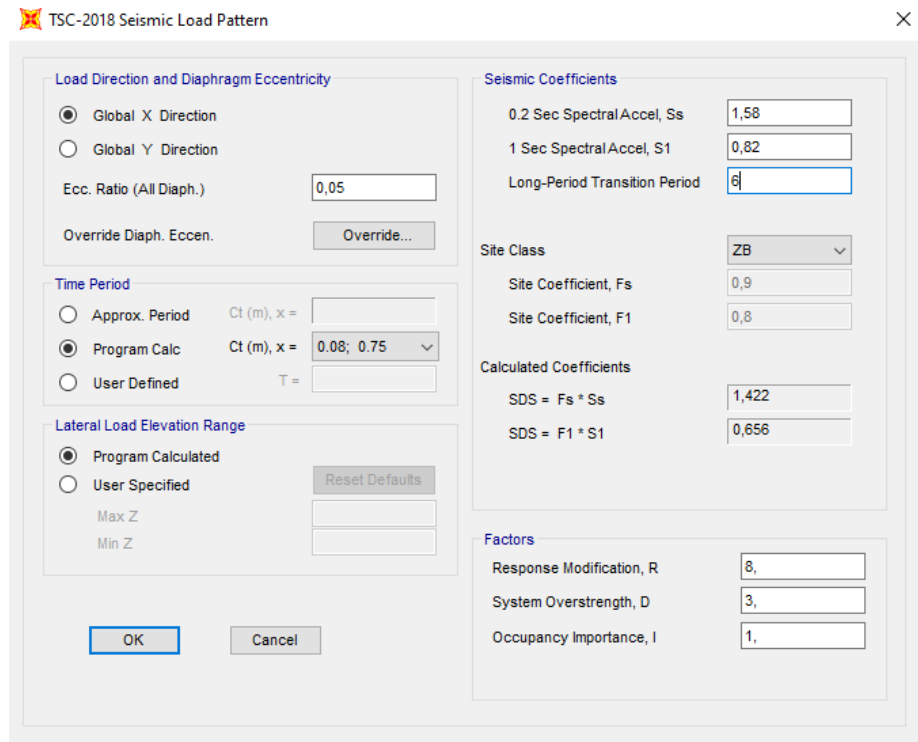 TSC-2018 Seismic Load Pattern
Load Direction and Diaphragm Eccentricity
Global X Direction
Global Y Direction
Ecc. Ratio (All Diaph.) 0,05
Override Diaph. Eccen. Override...
Time Period
Approx. Period Ct (m), x =
Program Calc Ct (m), x = 0.08; 0.75
User Defined T =
Lateral Load Elevation Range
Program Calculated
User Specified Reset Defaults
Max Z
Min Z
OK Cancel
Seismic Coefficients
0.2 Sec Spectral Accel, Ss 1,58
1 Sec Spectral Accel, S1 0,82
Long-Period Transition Period 6
Site Class ZB
Site Coefficient, Fs 0,9
Site Coefficient, F1 0,8
Calculated Coefficients
SDS = Fs * Ss 1,422
SDS = F1 * S1 0,656
Factors
Response Modification, R 8,
System Overstrength, D 3,
Occupancy Importance, I 1,